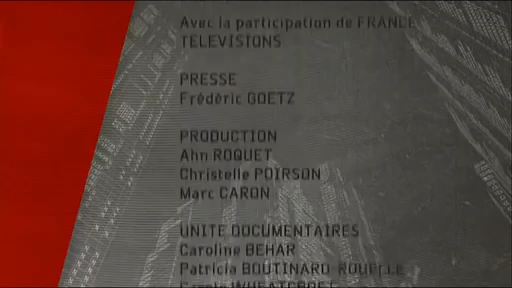 Avec la participation de FRANCE
TELEVISIONS
PRESSE
Frédéric GOETZ
PRODUCTION
Ahn ROQUET
Christelle POIRSON
Marc CARON
UNITE DOCUMENTAIRES
Caroline BEHAR
Patricia BOUTINARD-ROUELLE